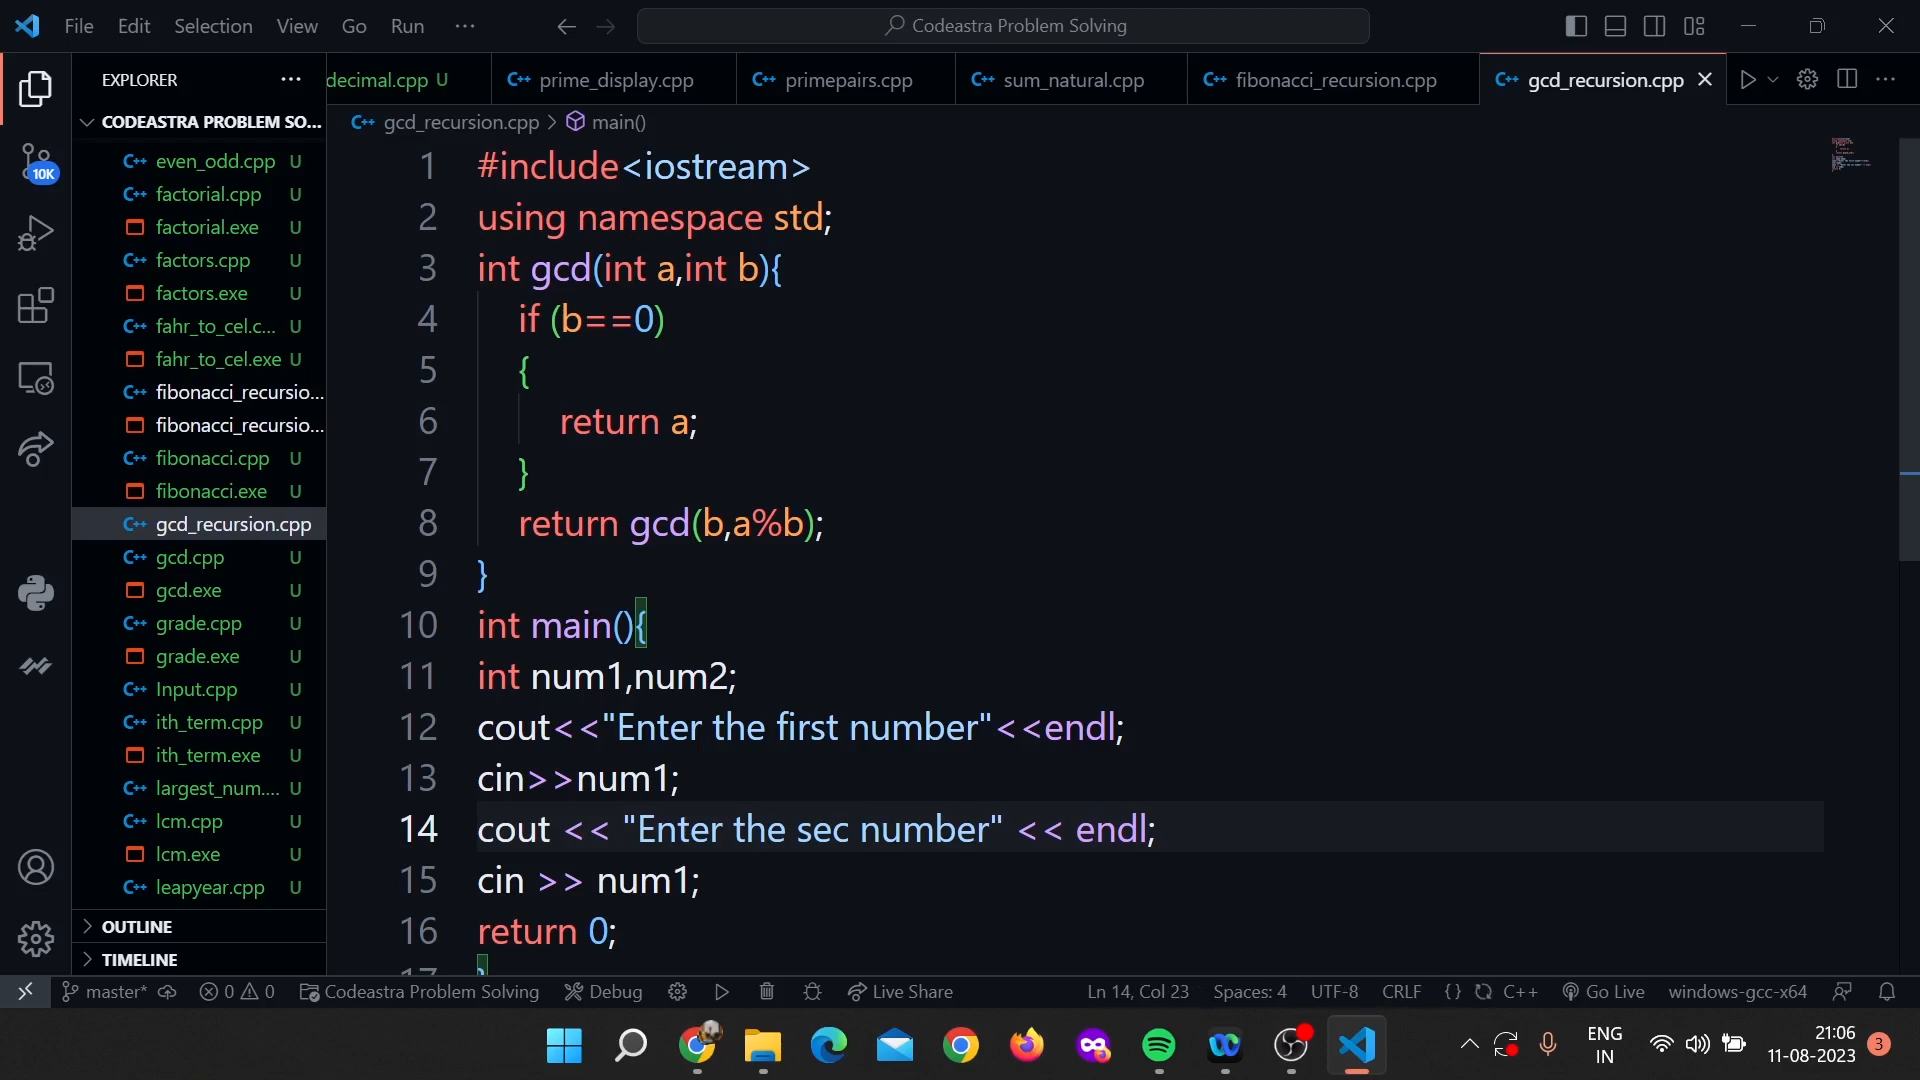 File Edit Selection View Go Run ···
Codeastra Problem Solving
EXPLORER ···
decimal.cpp U
prime_display.cpp
primepairs.cpp
sum_natural.cpp
fibonacci_recursion.cpp
gcd_recursion.cpp
CODEASTRA PROBLEM SO...
gcd_recursion.cpp > main()
10K
even_odd.cpp U
factorial.cpp U
factorial.exe U
factors.cpp U
factors.exe U
fahr_to_cel.c... U
fahr_to_cel.exe U
fibonacci_recursio...
fibonacci_recursio...
fibonacci.cpp U
fibonacci.exe U
gcd_recursion.cpp
gcd.cpp U
gcd.exe U
grade.cpp U
grade.exe U
Input.cpp U
ith_term.cpp U
ith_term.exe U
largest_num.... U
lcm.cpp U
lcm.exe U
leapyear.cpp U
OUTLINE
TIMELINE
1 #include<iostream>
2 using namespace std;
3 int gcd(int a,int b){
4 if (b==0)
5 {
6 return a;
7 }
8 return gcd(b,a%b);
9 }
10 int main(){
11 int num1,num2;
12 cout<<"Enter the first number"<<endl;
13 cin>>num1;
14 cout << "Enter the sec number" << endl;
15 cin >> num1;
16 return 0;
17 }
master* 0 0 Codeastra Problem Solving Debug Live Share Ln 14, Col 23 Spaces: 4 UTF-8 CRLF {} C++ Go Live windows-gcc-x64
ENG
IN
21:06
11-08-2023
3